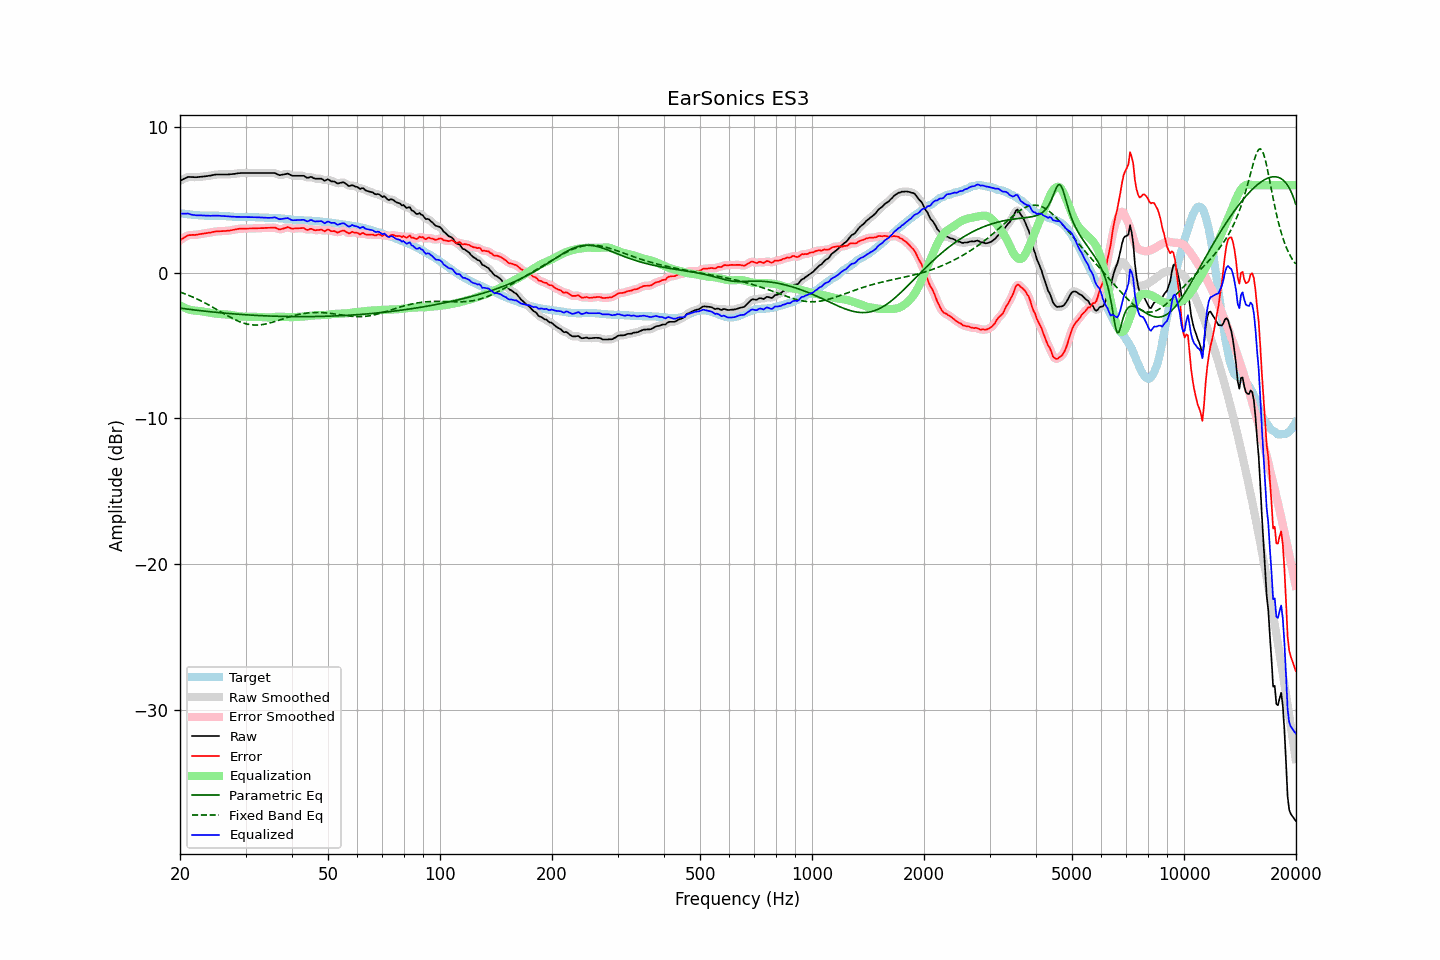 EarSonics ES3
Amplitude (dBr)
10
0
−10
−20
−30
Target
Raw Smoothed
Error Smoothed
Raw
Error
Equalization
Parametric Eq
Fixed Band Eq
Equalized
20 50 100 200 500 1000 2000 5000 10000 20000
Frequency (Hz)